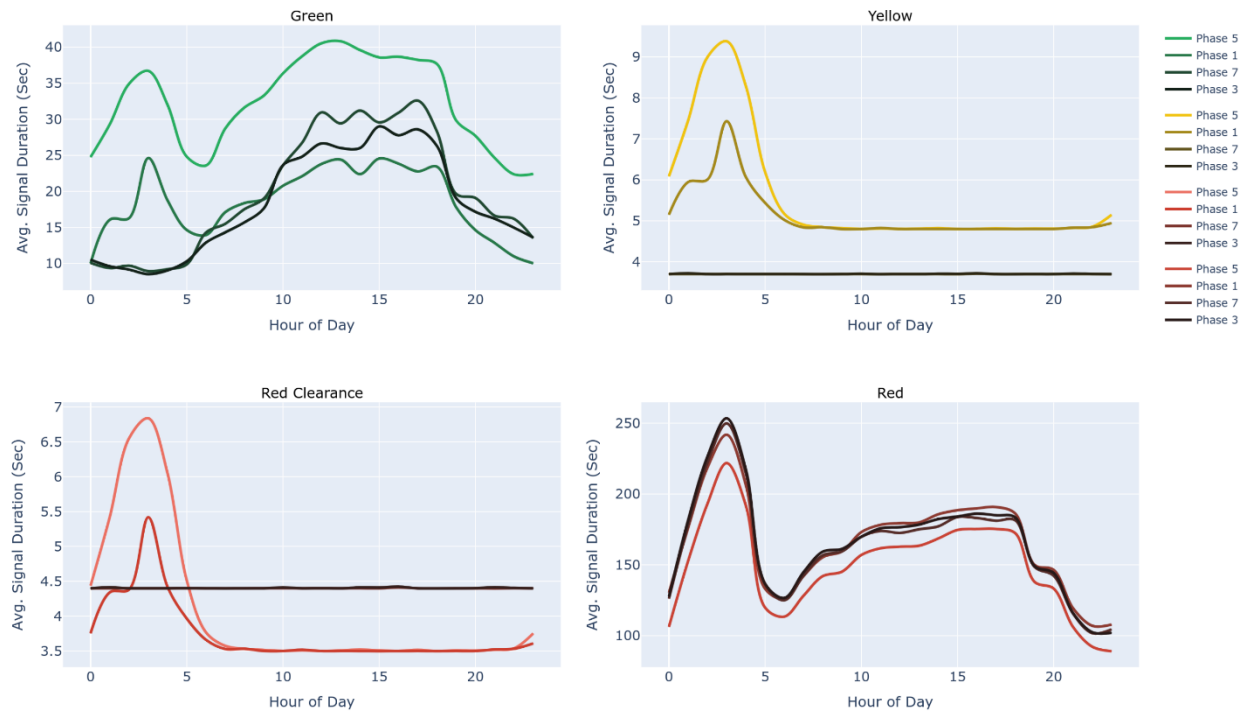 Green
Avg. Signal Duration (Sec)
40
35
30
25
20
15
10
0
5
10
15
20
Hour of Day
Yellow
Avg. Signal Duration (Sec)
9
8
7
6
5
4
0
5
10
15
20
Hour of Day
Phase 5
Phase 1
Phase 7
Phase 3
Phase 5
Phase 1
Phase 7
Phase 3
Phase 5
Phase 1
Phase 7
Phase 3
Phase 5
Phase 1
Phase 7
Phase 3
Red Clearance
Avg. Signal Duration (Sec)
7
6.5
6
5.5
5
4.5
4
3.5
0
5
10
15
20
Hour of Day
Red
Avg. Signal Duration (Sec)
250
200
150
100
0
5
10
15
20
Hour of Day